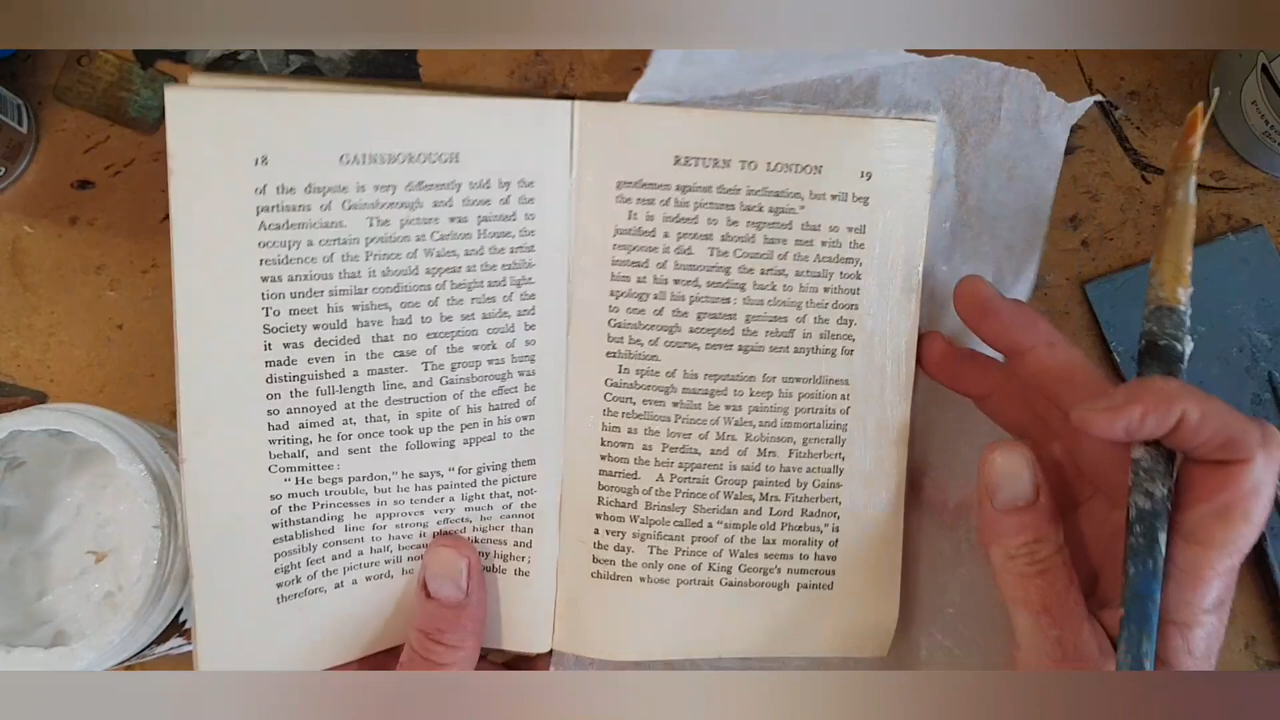 18
GAINSBOROUGH
of the dispute is very differently told by the
partisans of Gainsborough and those of the
Academicians. The picture was painted to
occupy a certain position at Carlton House, the
residence of the Prince of Wales, and the artist
was anxious that it should appear at the exhibi-
tion under similar conditions of height and light.
To meet his wishes, one of the rules of the
Society would have had to be set aside, and
it was decided that no exception could be
made even in the case of the work of so
distinguished a master. The group was hung
on the full-length line, and Gainsborough was
so annoyed at the destruction of the effect he
had aimed at, that, in spite of his hatred of
writing, he for once took up the pen in his own
behalf, and sent the following appeal to the
Committee :
“ He begs pardon,” he says, “ for giving them
so much trouble, but he has painted the picture
of the Princesses in so tender a light that, not-
withstanding he approves very much of the
established line for strong effects, he cannot
possibly consent to have it placed higher than
eight feet and a half, likeness and
work of the picture will higher ;
therefore, at a word, he the
RETURN TO LONDON
19
gentlemen against their inclination, but will beg
the rest of his pictures back again.”
It is indeed to be regretted that so well
justified a protest should have met with the
response it did. The Council of the Academy,
instead of humouring the artist, actually took
him at his word, sending back to him without
apology all his pictures ; thus closing their doors
to one of the greatest geniuses of the day.
Gainsborough accepted the rebuff in silence,
but he, of course, never again sent anything for
exhibition.
In spite of his reputation for unworldliness
Gainsborough managed to keep his position at
Court, even whilst he was painting portraits of
the rebellious Prince of Wales, and immortalizing
him as the lover of Mrs. Robinson, generally
known as Perdita, and of Mrs. Fitzherbert,
whom the heir apparent is said to have actually
married. A Portrait Group painted by Gains-
borough of the Prince of Wales, Mrs. Fitzherbert,
Richard Brinsley Sheridan and Lord Radnor,
whom Walpole called a “simple old Phœbus,” is
a very significant proof of the lax morality of
the day. The Prince of Wales seems to have
been the only one of King George's numerous
children whose portrait Gainsborough painted